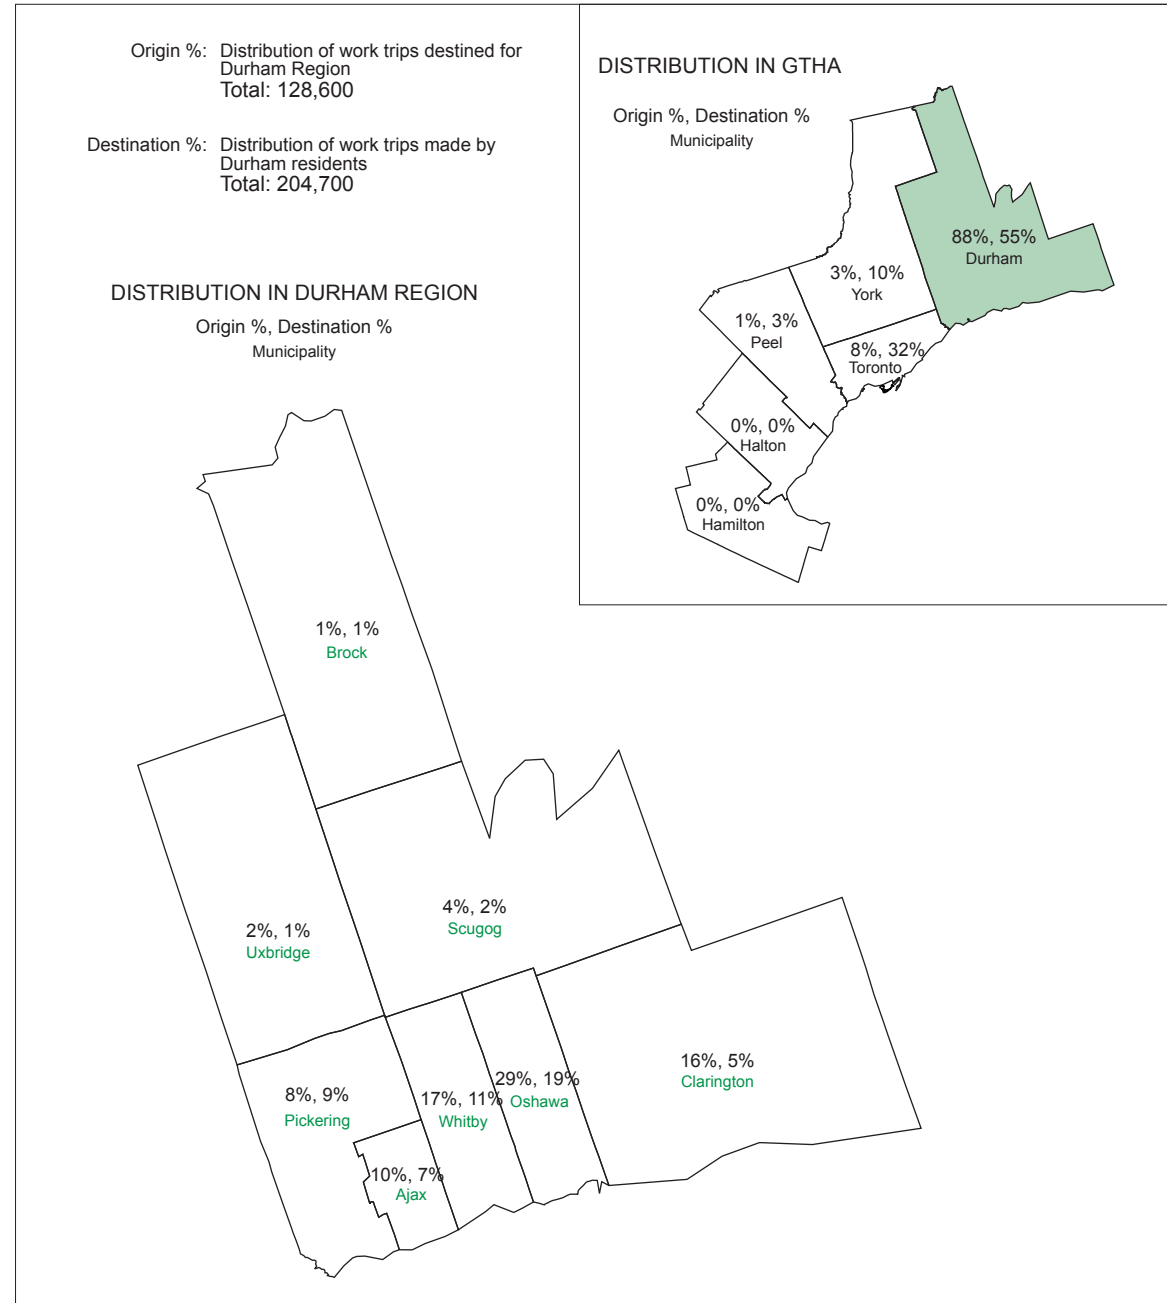 Origin %: Distribution of work trips destined for
Durham Region
Total: 128,600
Destination %: Distribution of work trips made by
Durham residents
Total: 204,700
DISTRIBUTION IN DURHAM REGION
Origin %, Destination %
Municipality
1%, 1%
Brock
2%, 1%
Uxbridge
4%, 2%
Scugog
8%, 9%
Pickering
10%, 7%
Ajax
17%, 11%
Whitby
29%, 19%
Oshawa
16%, 5%
Clarington
DISTRIBUTION IN GTHA
Origin %, Destination %
Municipality
88%, 55%
Durham
3%, 10%
York
1%, 3%
Peel
8%, 32%
Toronto
0%, 0%
Halton
0%, 0%
Hamilton